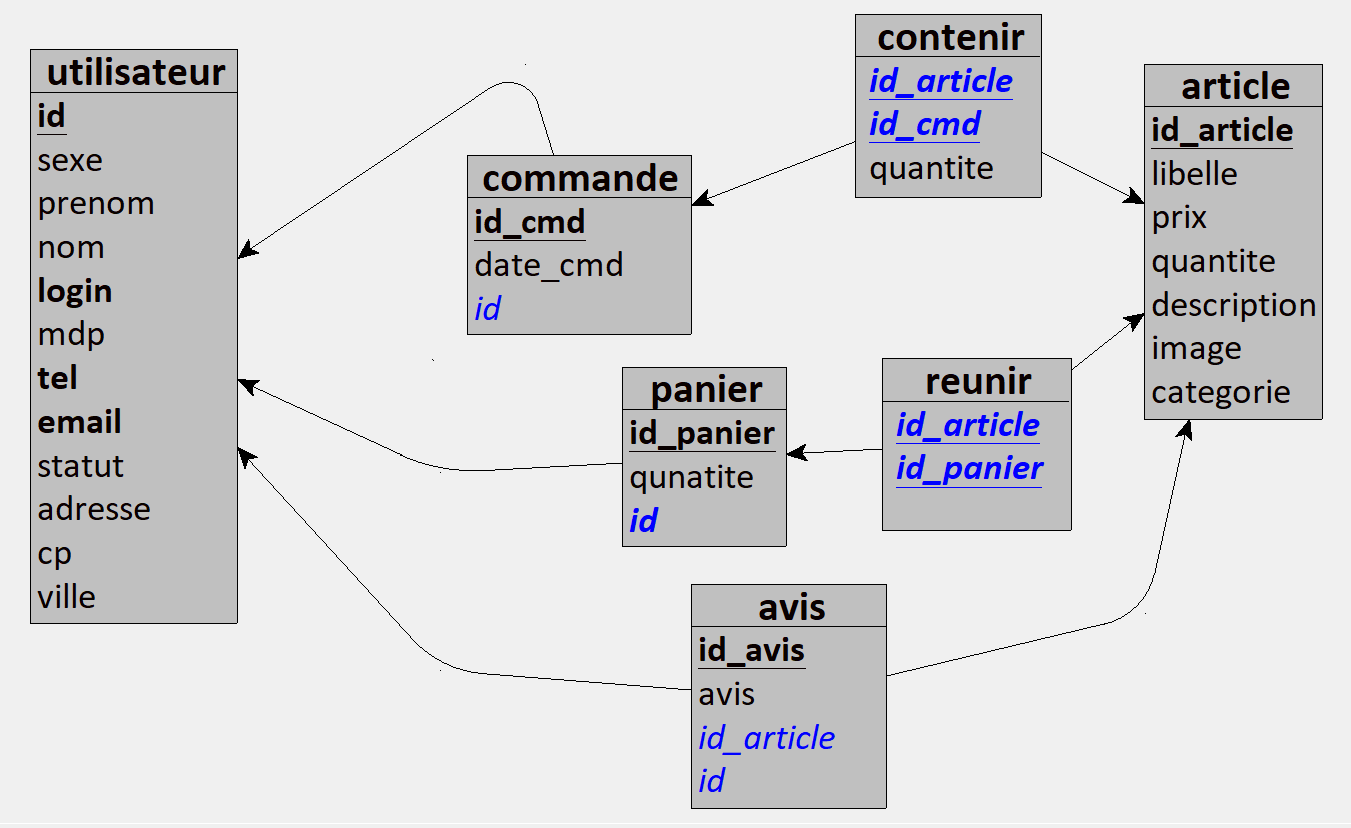 utilisateur
id
sexe
prenom
nom
login
mdp
tel
email
statut
adresse
cp
ville
commande
id_cmd
date_cmd
id
contenir
id_article
id_cmd
quantite
article
id_article
libelle
prix
quantite
description
image
categorie
panier
id_panier
qunatite
id
reunir
id_article
id_panier
avis
id_avis
avis
id_article
id